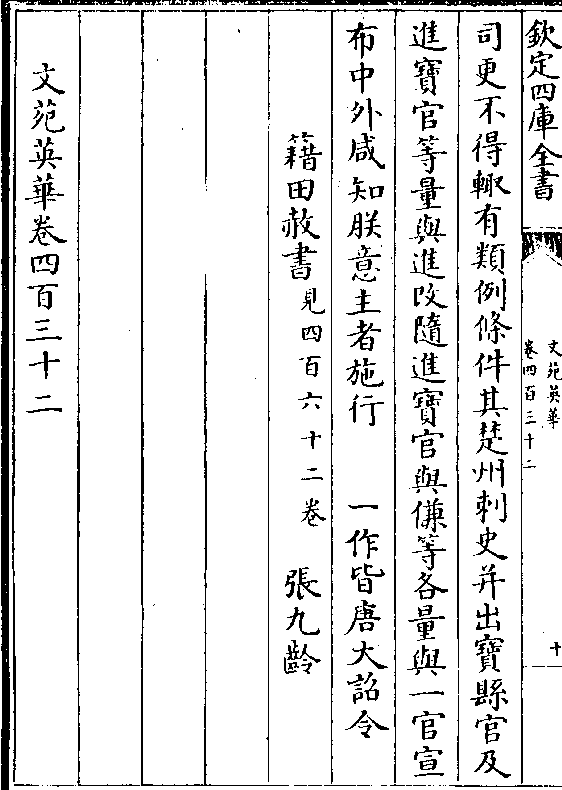 欽定四庫全書
文苑英華
卷四百三十二
十
司更不得輙有類例條件其楚州刺史并出寶縣官及
進寶官等量與進改隨進寶官與傔等各量與一官宣
布中外咸知朕意主者施行 一作皆唐大詔令
籍田赦書見四百六十二卷 張九齡
文苑英華卷四百三十二